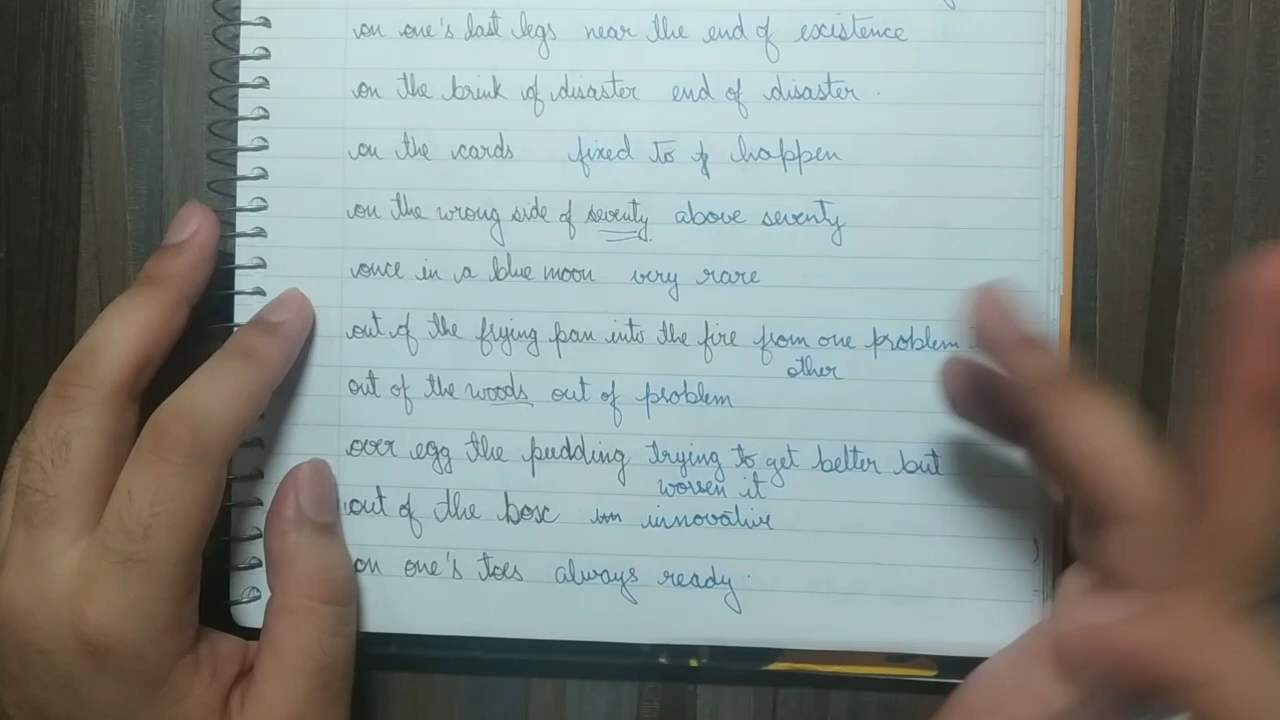 on one's last legs near the end of existence
on the brink of disaster end of disaster.
on the cards fixed to happen
on the wrong side of seventy above seventy
once in a blue moon very rare
out of the frying pan into the fire from one problem
other
out of the woods out of problem
over egg the pudding trying to get better but
worsen it
out of the box innovative
on one's toes always ready.